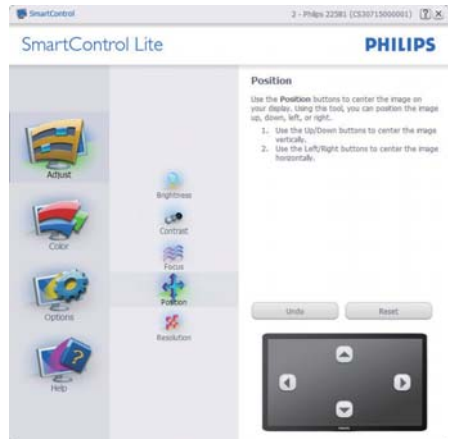 SmartControl
2 - Philips 225B1 (CS30715000001)
SmartControl Lite
PHILIPS
Adjust
Color
Options
Help
Brightness
Contrast
Focus
Position
Resolution
Position
Use the Position buttons to center the image on
your display. Using the tool, you can position the image
up, down, left, or right.
1. Use the Up/Down buttons to center the image
vertically.
2. Use the Left/Right buttons to center the image
horizontally.
Undo
Reset